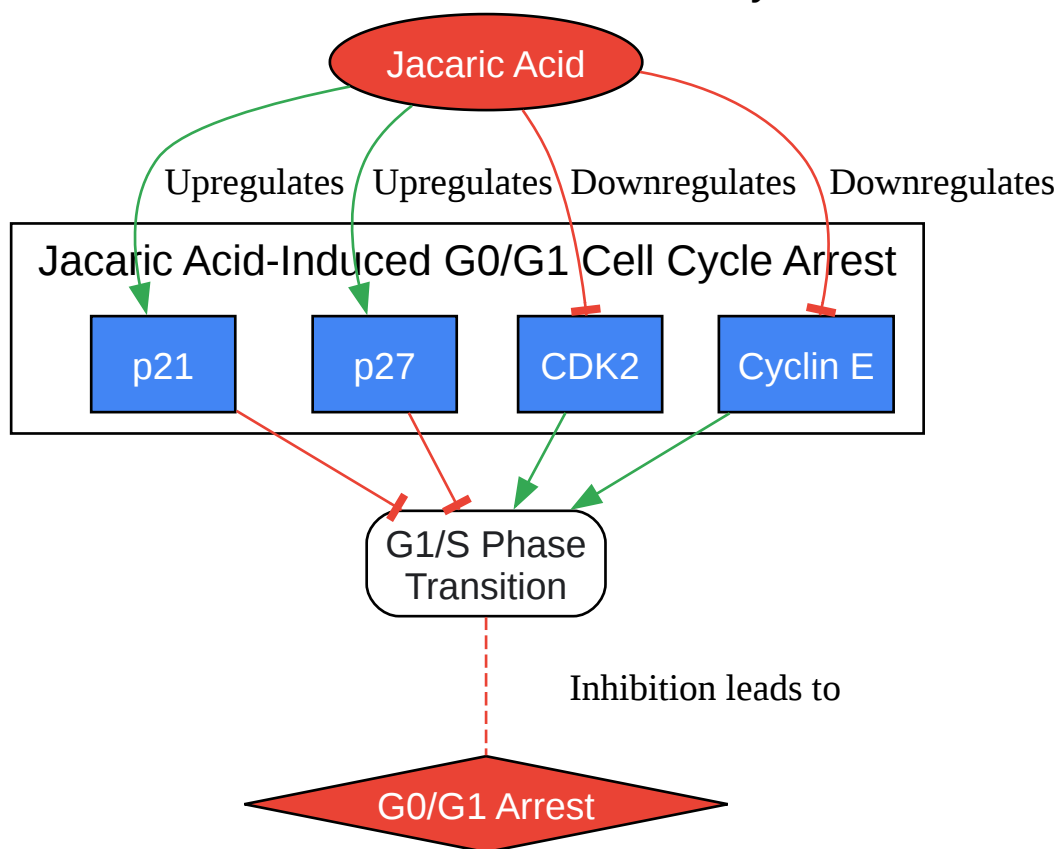 Jacaric Acid
Upregulates
Upregulates
Downregulates
Downregulates
Jacaric Acid-Induced G0/G1 Cell Cycle Arrest
p21
p27
CDK2
Cyclin E
G1/S Phase
Transition
Inhibition leads to
G0/G1 Arrest